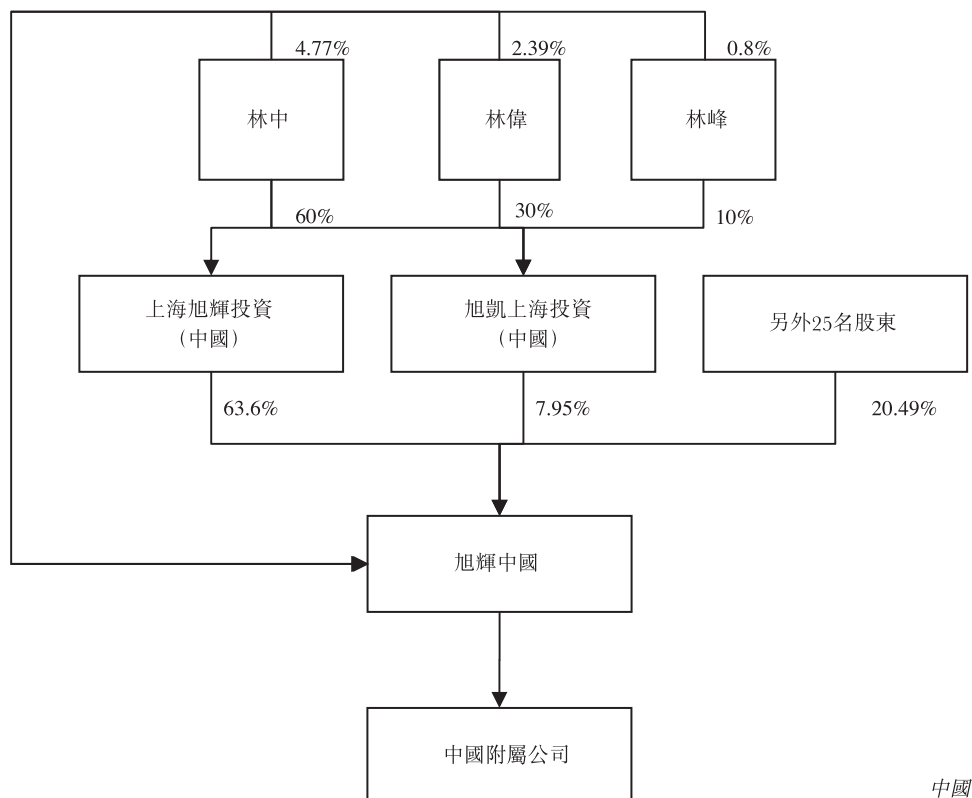 4.77%
2.39%
0.8%
林中
林偉
林峰
60%
30%
10%
上海旭輝投資
（中國）
旭凱上海投資
（中國）
另外25名股東
63.6%
7.95%
20.49%
旭輝中國
中國附屬公司
中國